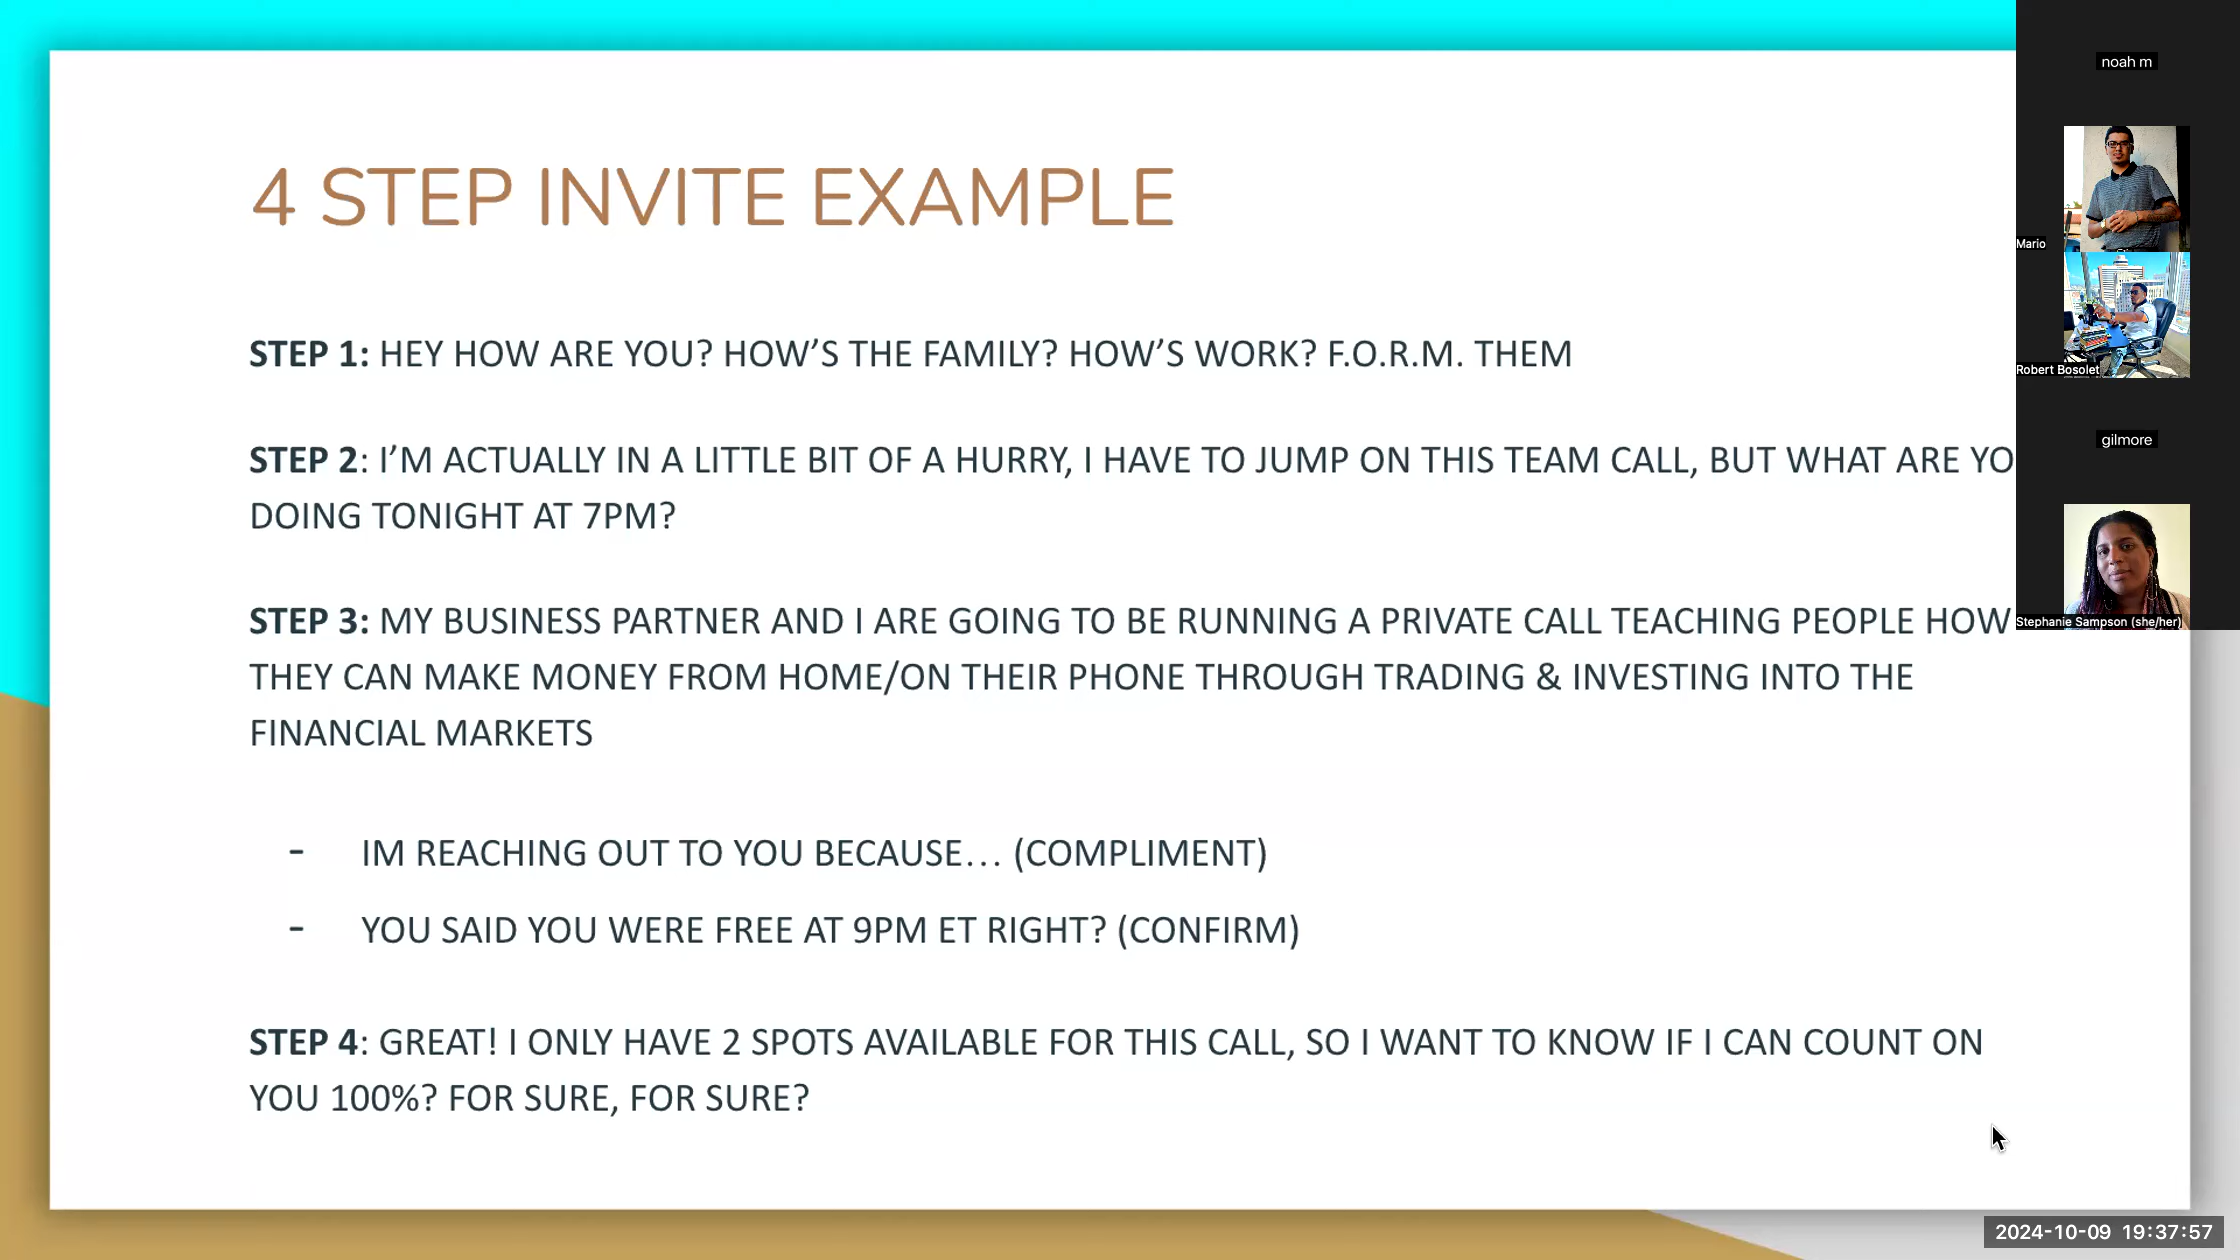 4 STEP INVITE EXAMPLE
STEP 1: HEY HOW ARE YOU? HOW’S THE FAMILY? HOW’S WORK? F.O.R.M. THEM
STEP 2: I’M ACTUALLY IN A LITTLE BIT OF A HURRY, I HAVE TO JUMP ON THIS TEAM CALL, BUT WHAT ARE YO
DOING TONIGHT AT 7PM?
STEP 3: MY BUSINESS PARTNER AND I ARE GOING TO BE RUNNING A PRIVATE CALL TEACHING PEOPLE HOW
THEY CAN MAKE MONEY FROM HOME/ON THEIR PHONE THROUGH TRADING & INVESTING INTO THE
FINANCIAL MARKETS
- IM REACHING OUT TO YOU BECAUSE… (COMPLIMENT)
- YOU SAID YOU WERE FREE AT 9PM ET RIGHT? (CONFIRM)
STEP 4: GREAT! I ONLY HAVE 2 SPOTS AVAILABLE FOR THIS CALL, SO I WANT TO KNOW IF I CAN COUNT ON
YOU 100%? FOR SURE, FOR SURE?
noah m
Mario
Robert Bosolet
gilmore
Stephanie Sampson (she/her)
2024-10-09 19:37:57